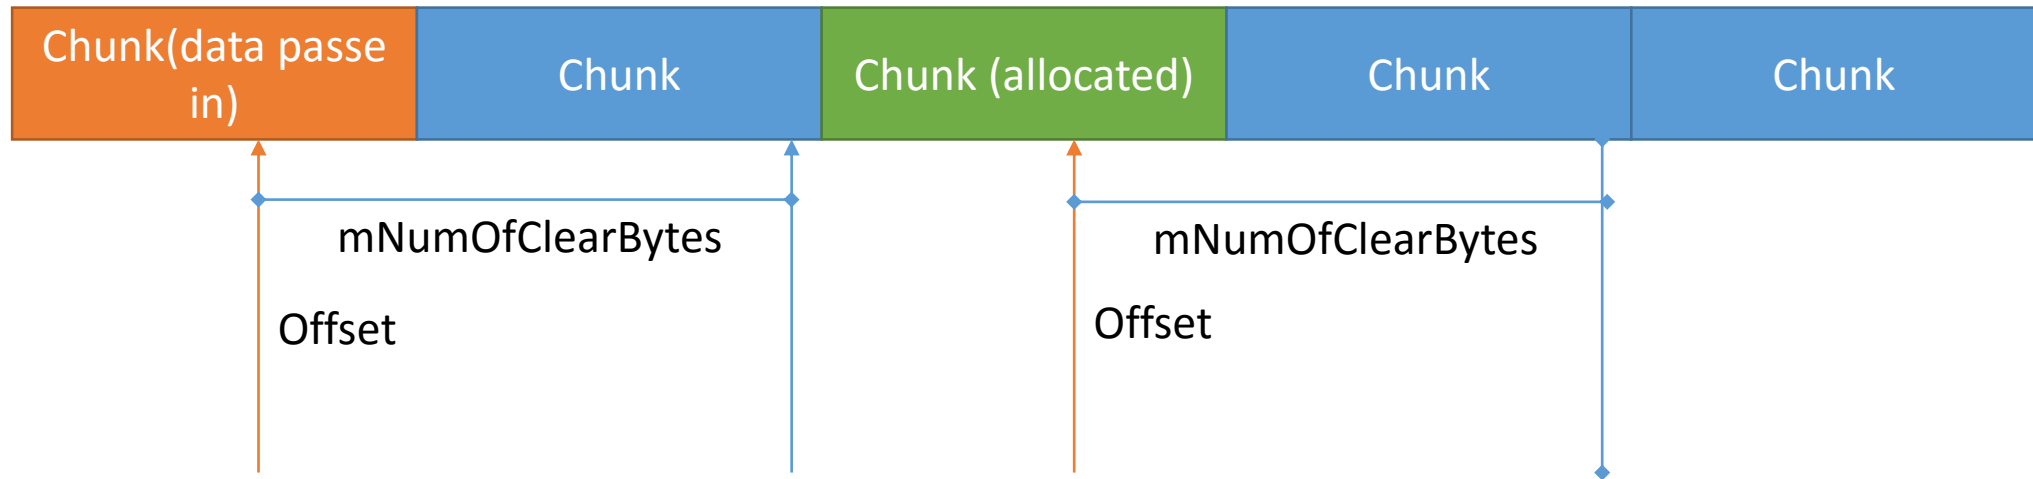 Chunk(data passe
in)
Chunk
Chunk (allocated)
Chunk
Chunk
mNumOfClearBytes
mNumOfClearBytes
Offset
Offset